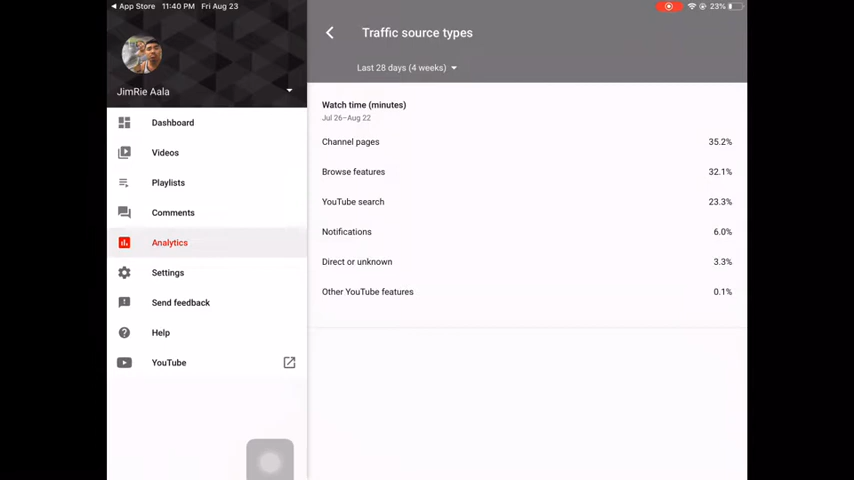 App Store 11:40 PM Fri Aug 23
23%
JimRie Aala
Dashboard
Videos
Playlists
Comments
Analytics
Settings
Send feedback
Help
YouTube
Traffic source types
Last 28 days (4 weeks)
Watch time (minutes)
Jul 26–Aug 22
Channel pages 35.2%
Browse features 32.1%
YouTube search 23.3%
Notifications 6.0%
Direct or unknown 3.3%
Other YouTube features 0.1%